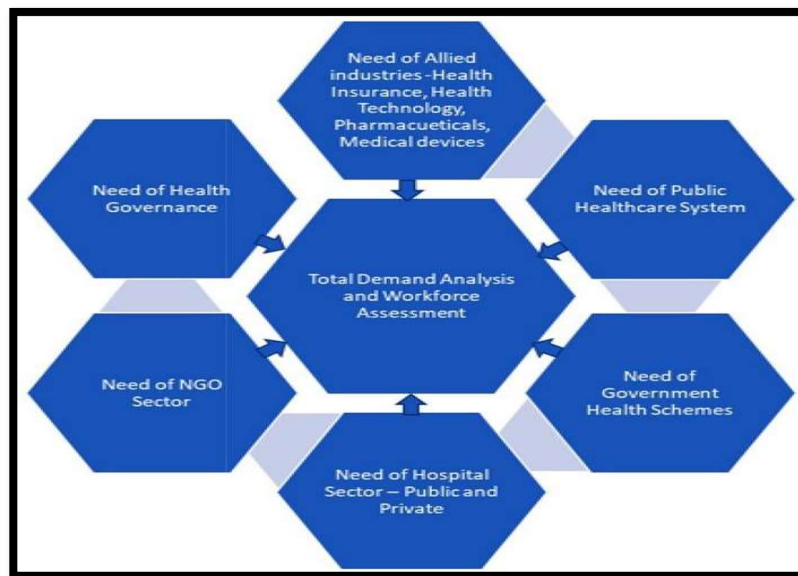 Need of Allied
industries -Health
Insurance, Health
Technology,
Pharmacueticals,
Medical devices
Need of Health
Governance
Need of Public
Healthcare System
Total Demand Analysis
and Workforce
Assessment
Need of NGO
Sector
Need of
Government
Health Schemes
Need of Hospital
Sector – Public and
Private